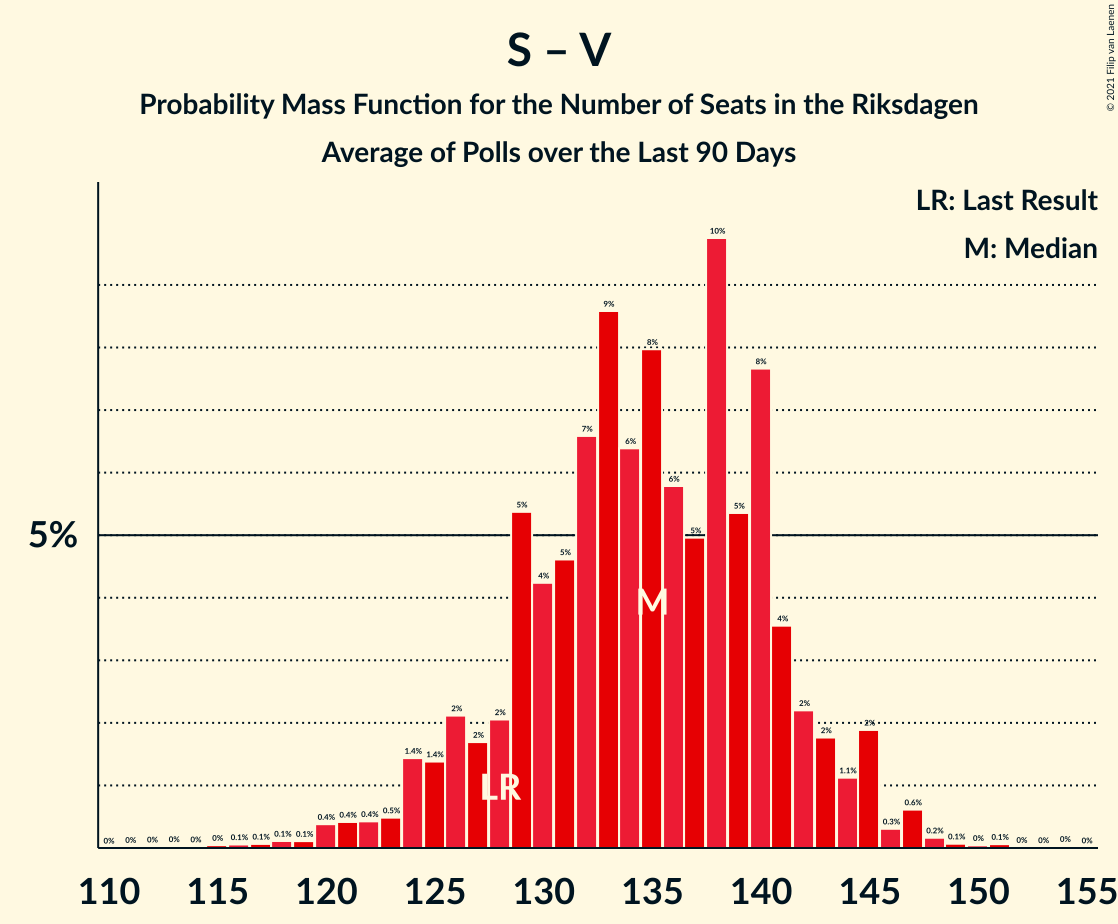 S – V
Probability Mass Function for the Number of Seats in the Riksdagen
Average of Polls over the Last 90 Days
© 2021 Filip van Laenen
LR: Last Result
M: Median
5%
0% 0% 0% 0% 0% 0% 0.1% 0.1% 0.1% 0.1% 0.4% 0.4% 0.4% 0.5% 1.4% 1.4% 2% 2% 2% 5% 4% 5% 7% 9% 6% 8% 6% 5% 10% 5% 8% 4% 2% 2% 1.1% 2% 0.3% 0.6% 0.2% 0.1% 0% 0.1% 0% 0% 0% 0%
M
LR
110 115 120 125 130 135 140 145 150 155